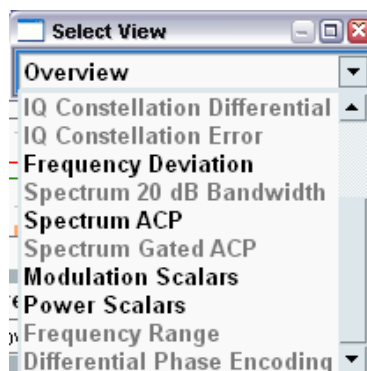 Select View
Overview
IQ Constellation Differential
IQ Constellation Error
Frequency Deviation
Spectrum 20 dB Bandwidth
Spectrum ACP
Spectrum Gated ACP
Modulation Scalars
Power Scalars
Frequency Range
Differential Phase Encoding